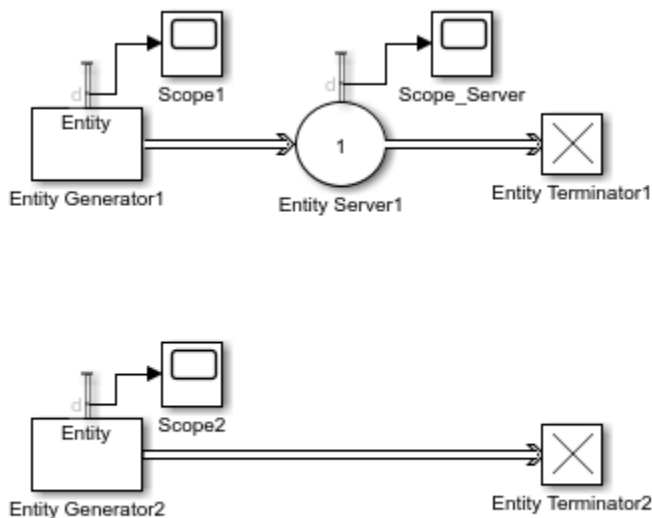 Scope1
Scope_Server
d
d
Entity
1
Entity Generator1
Entity Server1
Entity Terminator1
Scope2
d
Entity
Entity Generator2
Entity Terminator2